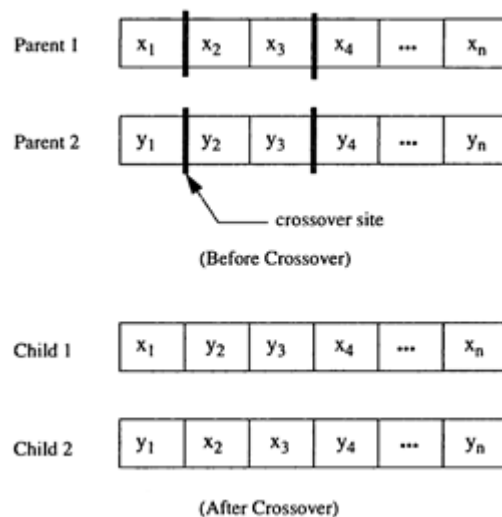 Parent 1 x₁ x₂ x₃ x₄ ... xₙ
Parent 2 y₁ y₂ y₃ y₄ ... yₙ
crossover site
(Before Crossover)
Child 1 x₁ y₂ y₃ x₄ ... xₙ
Child 2 y₁ x₂ x₃ y₄ ... yₙ
(After Crossover)